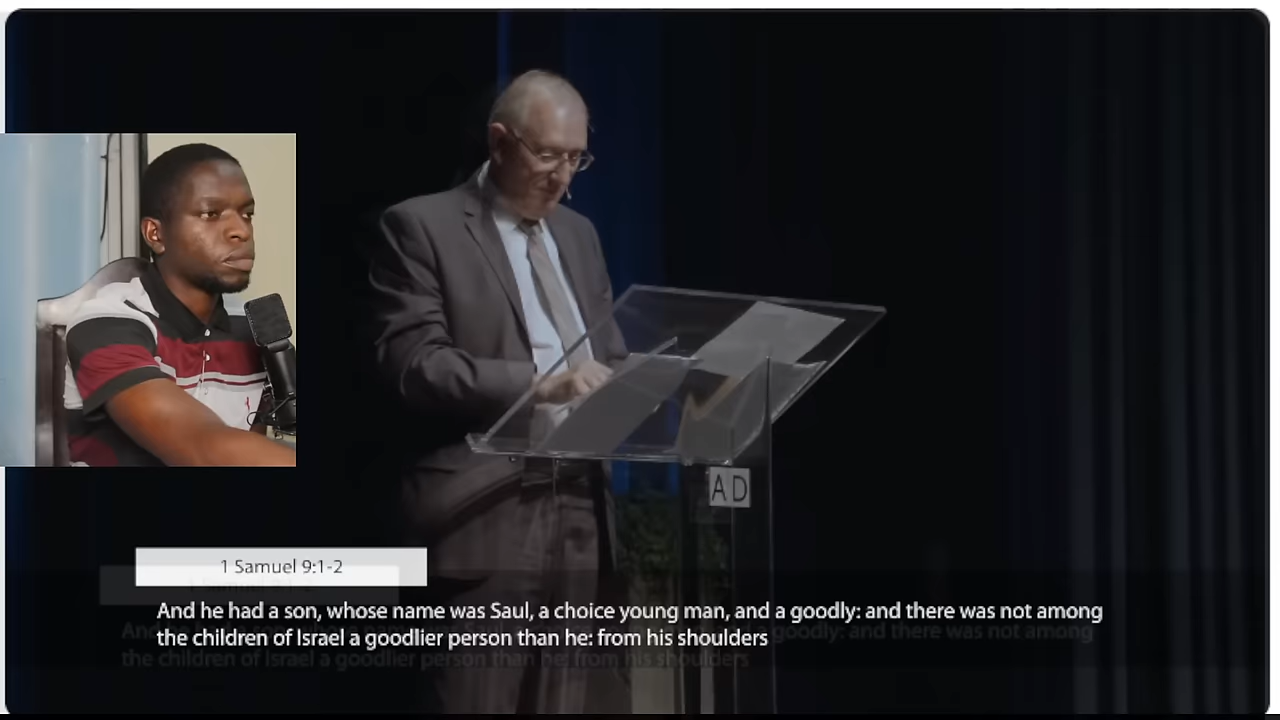 AD
1 Samuel 9:1-2
And he had a son, whose name was Saul, a choice young man, and a goodly: and there was not among
the children of Israel a goodlier person than he: from his shoulders